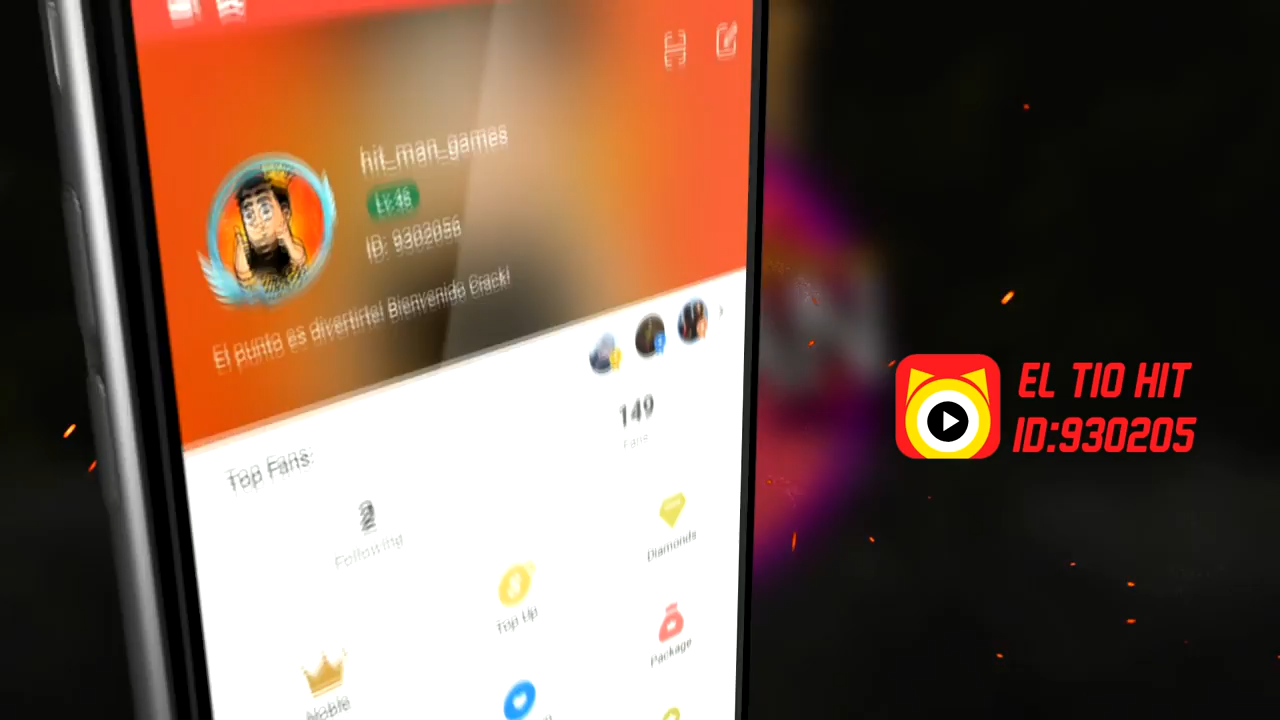 hit_man_games
Lv.46
ID: 9302056
El punto es divertirte! Bienvenido Crack!
149
Fans
Top Fans:
2
Following
Diamonds
Top Up
Package
Noble
EL TIO HIT
ID:930205